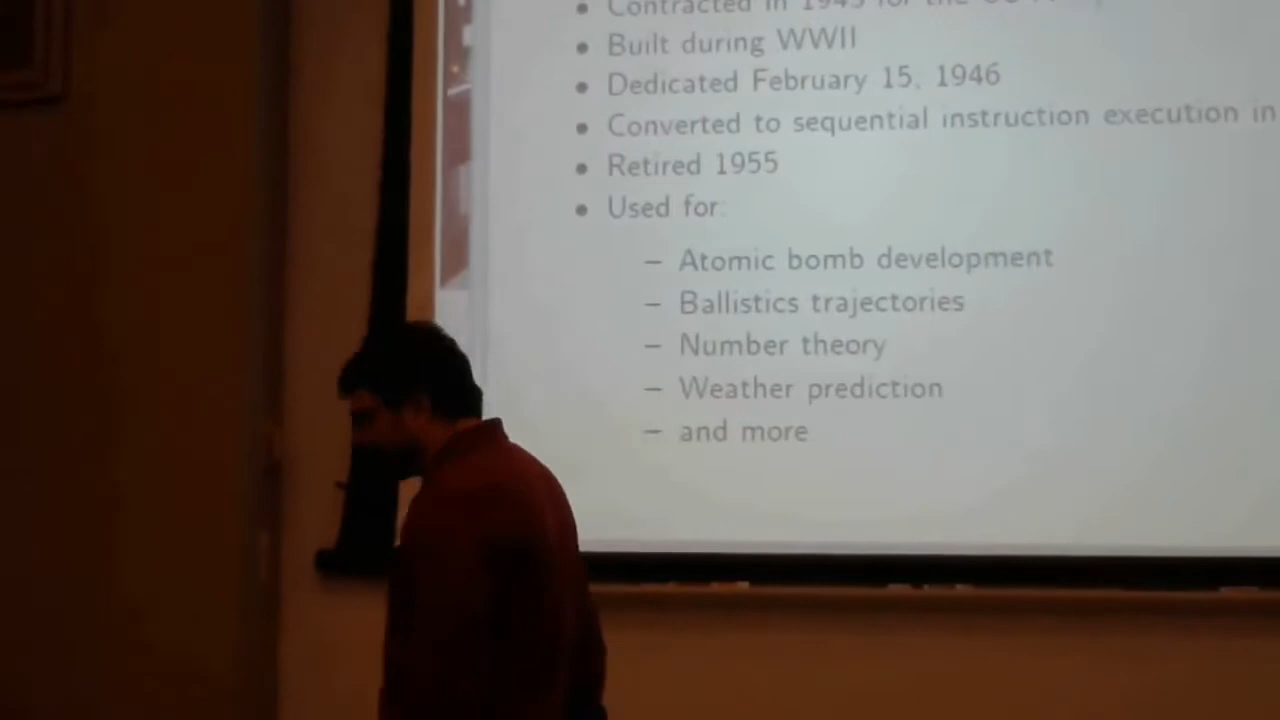 • Contracted in 1943 for the US
• Built during WWII
• Dedicated February 15, 1946
• Converted to sequential instruction execution in
• Retired 1955
• Used for:
– Atomic bomb development
– Ballistics trajectories
– Number theory
– Weather prediction
– and more